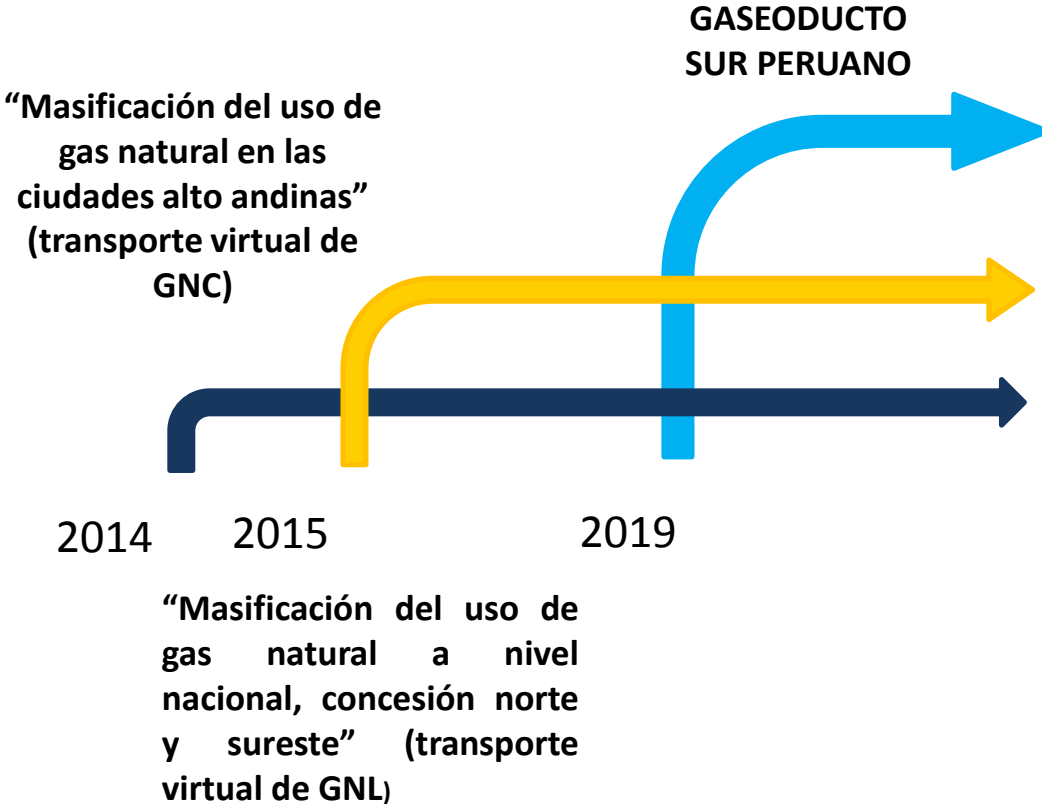 GASEODUCTO
SUR PERUANO
“Masificación del uso de
gas natural en las
ciudades alto andinas”
(transporte virtual de
GNC)
2014
2015
2019
“Masificación del uso de
gas natural a nivel
nacional, concesión norte
y sureste” (transporte
virtual de GNL)